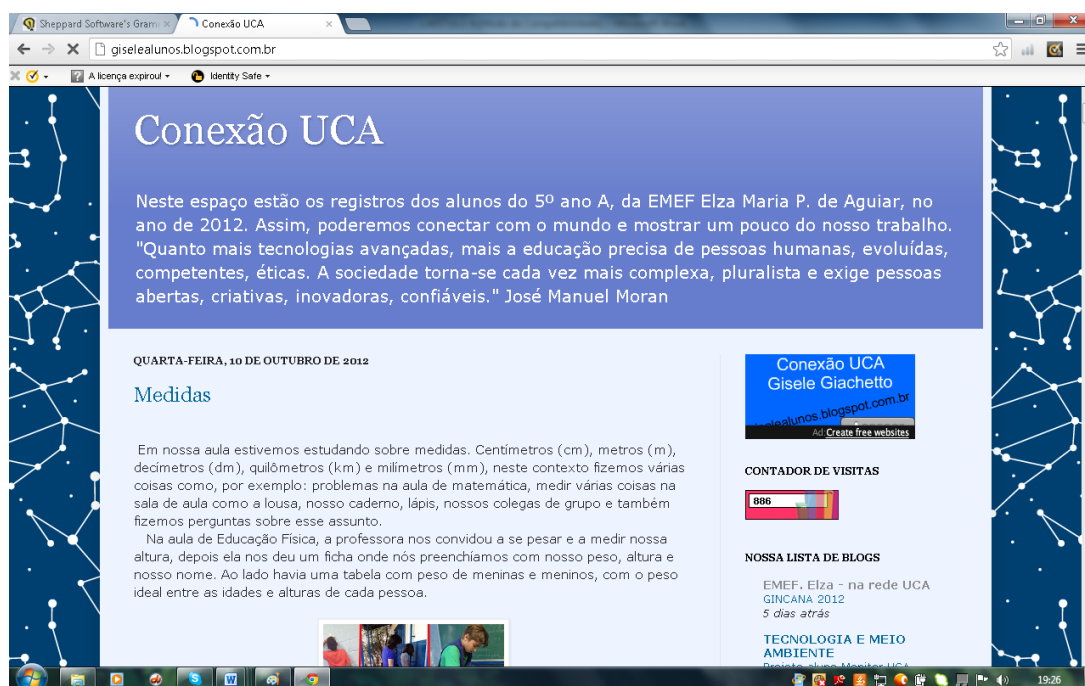 Sheppard Software's Gram
Conexão UCA
giselealunos.blogspot.com.br
A licença expirou!
Identity Safe
Conexão UCA
Neste espaço estão os registros dos alunos do 5º ano A, da EMEF Elza Maria P. de Aguiar, no
ano de 2012. Assim, poderemos conectar com o mundo e mostrar um pouco do nosso trabalho.
"Quanto mais tecnologias avançadas, mais a educação precisa de pessoas humanas, evoluídas,
competentes, éticas. A sociedade torna-se cada vez mais complexa, pluralista e exige pessoas
abertas, criativas, inovadoras, confiáveis." José Manuel Moran
QUARTA-FEIRA, 10 DE OUTUBRO DE 2012
Medidas
Em nossa aula estivemos estudando sobre medidas. Centímetros (cm), metros (m),
decímetros (dm), quilômetros (km) e milímetros (mm), neste contexto fizemos várias
coisas como, por exemplo: problemas na aula de matemática, medir várias coisas na
sala de aula como a lousa, nosso caderno, lápis, nossos colegas de grupo e também
fizemos perguntas sobre esse assunto.
Na aula de Educação Física, a professora nos convidou a se pesar e a medir nossa
altura, depois ela nos deu um ficha onde nós preenchíamos com nosso peso, altura e
nosso nome. Ao lado havia uma tabela com peso de meninas e meninos, com o peso
ideal entre as idades e alturas de cada pessoa.
Conexão UCA
Gisele Giachetto
blogspot.com.br
Ad: Create free websites
CONTADOR DE VISITAS
886
NOSSA LISTA DE BLOGS
EMEF. Elza - na rede UCA
GINCANA 2012
5 dias atrás
TECNOLOGIA E MEIO
AMBIENTE
Projeto aluno Monitor UCA
19:26